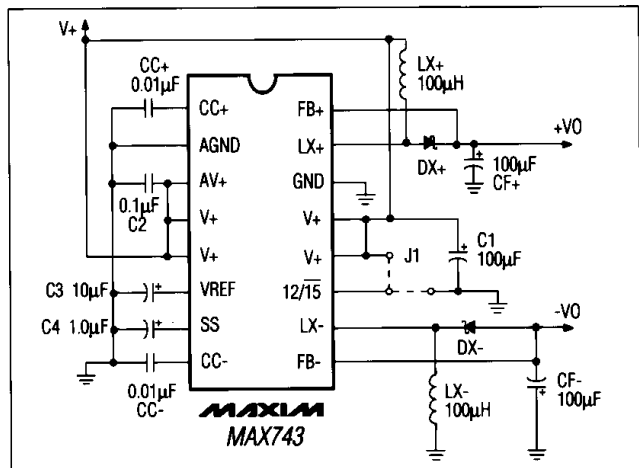 V+
CC+
0.01µF
CC+
AGND
AV+
0.1µF
C2
V+
V+
C3 10µF
VREF
C4 1.0µF
SS
CC-
0.01µF
CC-
FB+
LX+
GND
V+
V+
12/15
LX-
FB-
LX+
100µH
DX+
+VO
100µF
CF+
J1
C1
100µF
-VO
DX-
LX-
100µH
CF-
100µF
MAXIM
MAX743